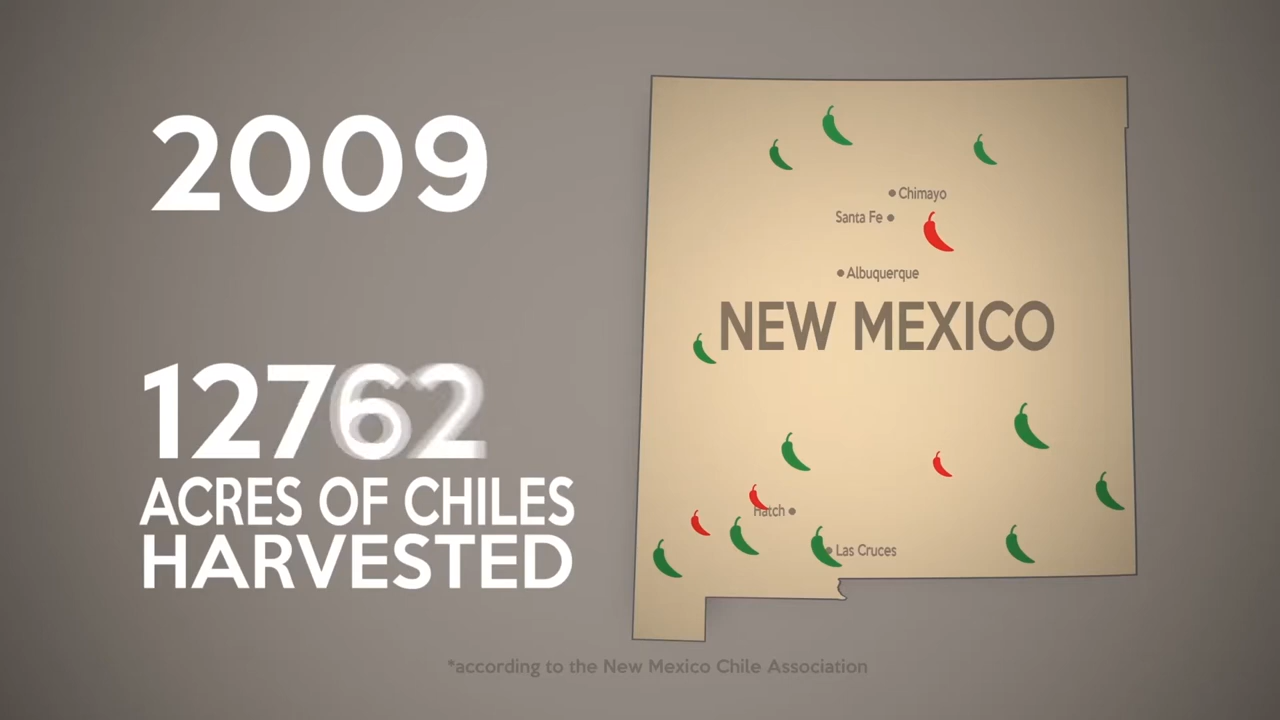 2009
12762
ACRES OF CHILES
HARVESTED
Chimayo
Santa Fe
Albuquerque
NEW MEXICO
Hatch
Las Cruces
*according to the New Mexico Chile Association